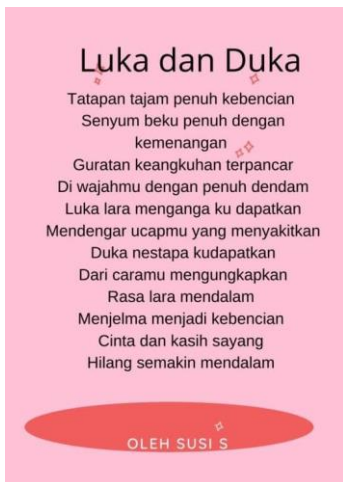 Luka dan Duka
Tatapan tajam penuh kebencian
Senyum beku penuh dengan
kemenangan
Guratan keangkuhan terpancar
Di wajahmu dengan penuh dendam
Luka lara menganga ku dapatkan
Mendengar ucapmu yang menyakitkan
Duka nestapa kudapatkan
Dari caramu mengungkapkan
Rasa lara mendalam
Menjelma menjadi kebencian
Cinta dan kasih sayang
Hilang semakin mendalam
OLEH SUSI S